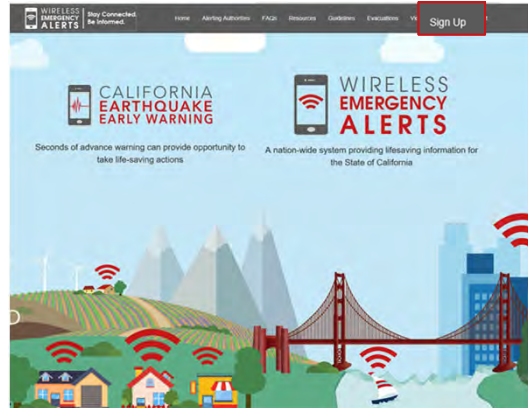 WIRELESS
EMERGENCY
ALERTS
Stay Connected.
Be Informed.
Home Alerting Authorities FAQs Resources Guidelines Evacuations
Sign Up
CALIFORNIA
EARTHQUAKE
EARLY WARNING
Seconds of advance warning can provide opportunity to
take life-saving actions
WIRELESS
EMERGENCY
ALERTS
A nation-wide system providing lifesaving information for
the State of California